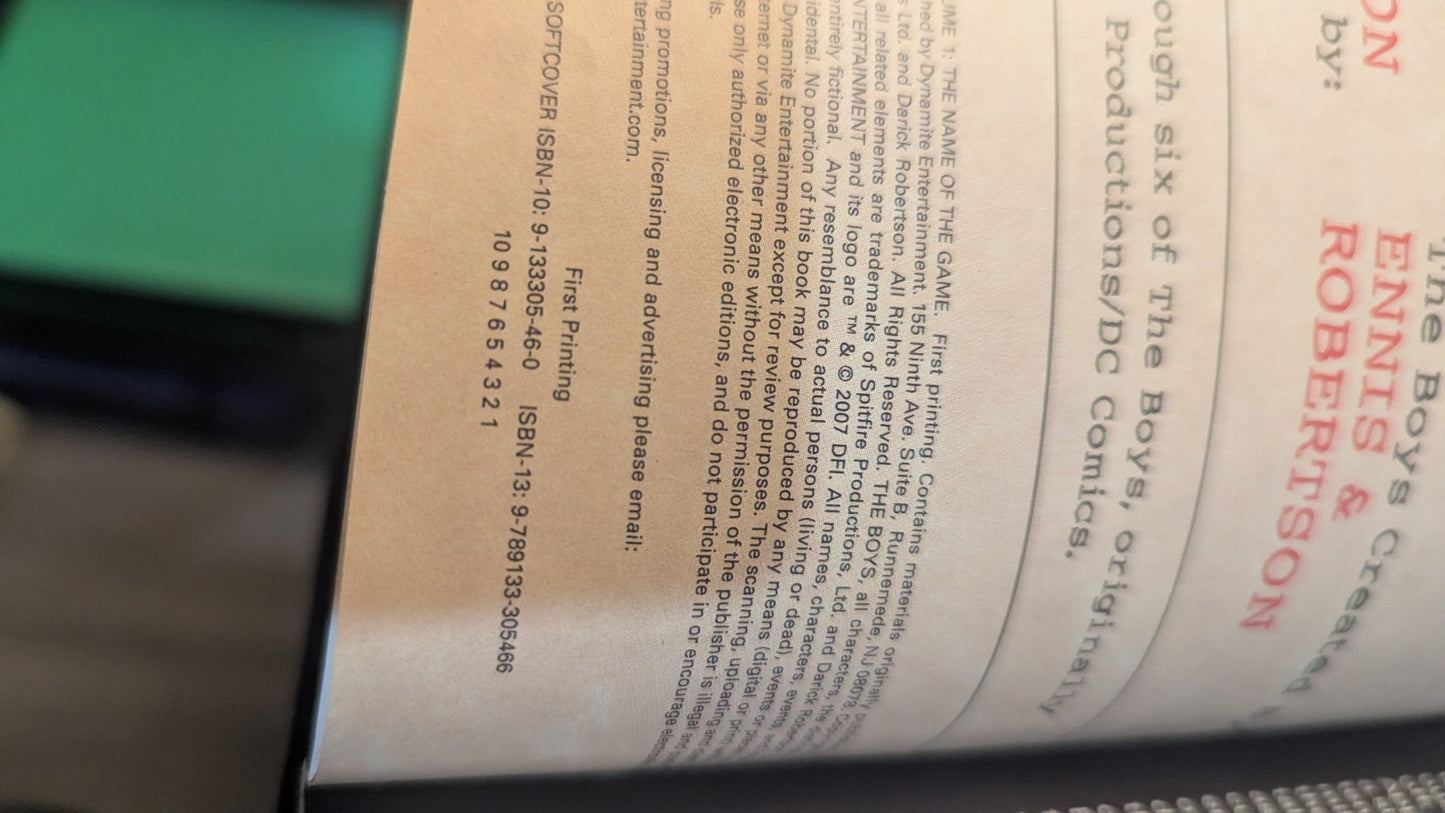 ON
by:
The Boys Created
ENNIS &
ROBERTSON
ough six of The Boys, originally
Productions/DC Comics.
UME 1: THE NAME OF THE GAME. First printing. Contains materials originally
hed by Dynamite Entertainment. 155 Ninth Ave. Suite B, Runnemede, NJ 08078.
s Ltd. and Darick Robertson. All Rights Reserved. THE BOYS, all characters, the
all related elements are trademarks of Spitfire Productions, Ltd. and Darick
NTERTAINMENT and its logo are ™ & © 2007 DFI. All names, characters, events,
entirely fictional. Any resemblance to actual persons (living or dead), events,
idental. No portion of this book may be reproduced by any means (digital or
Dynamite Entertainment except for review purposes. The scanning, uploading
ernet or via any other means without the permission of the publisher is illegal and
se only authorized electronic editions, and do not participate in or encourage
ls.
ng promotions, licensing and advertising please email:
tertainment.com.
First Printing
SOFTCOVER ISBN-10: 9-133305-46-0 ISBN-13: 9-789133-305466
10 9 8 7 6 5 4 3 2 1